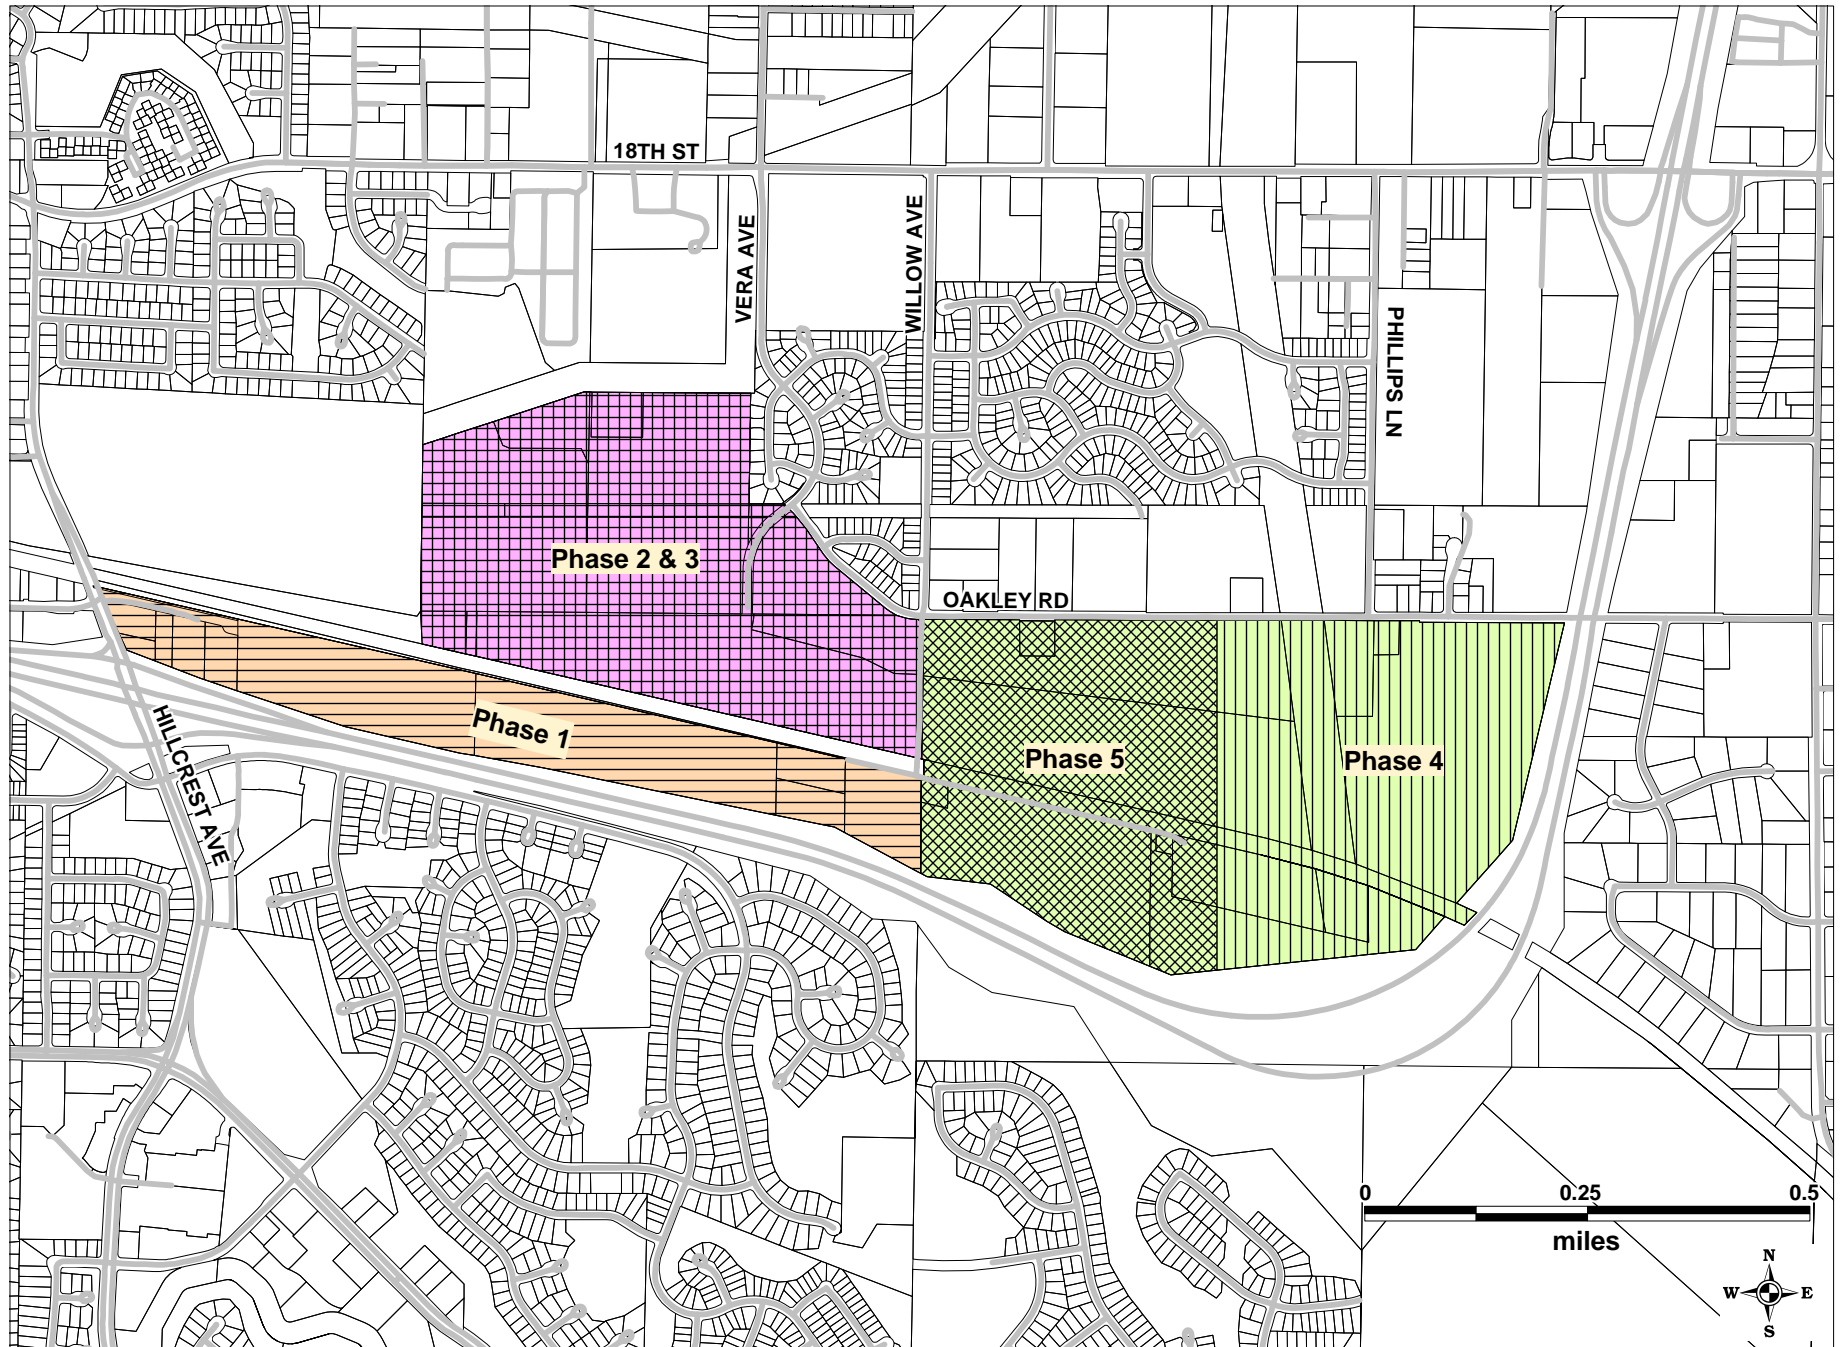 18TH ST
VERA AVE
WILLOW AVE
PHILLIPS LN
Phase 2 & 3
OAKLEY RD
Phase 1
Phase 5
Phase 4
HILLCREST AVE
0 0.25 0.5
miles
N
W E
S